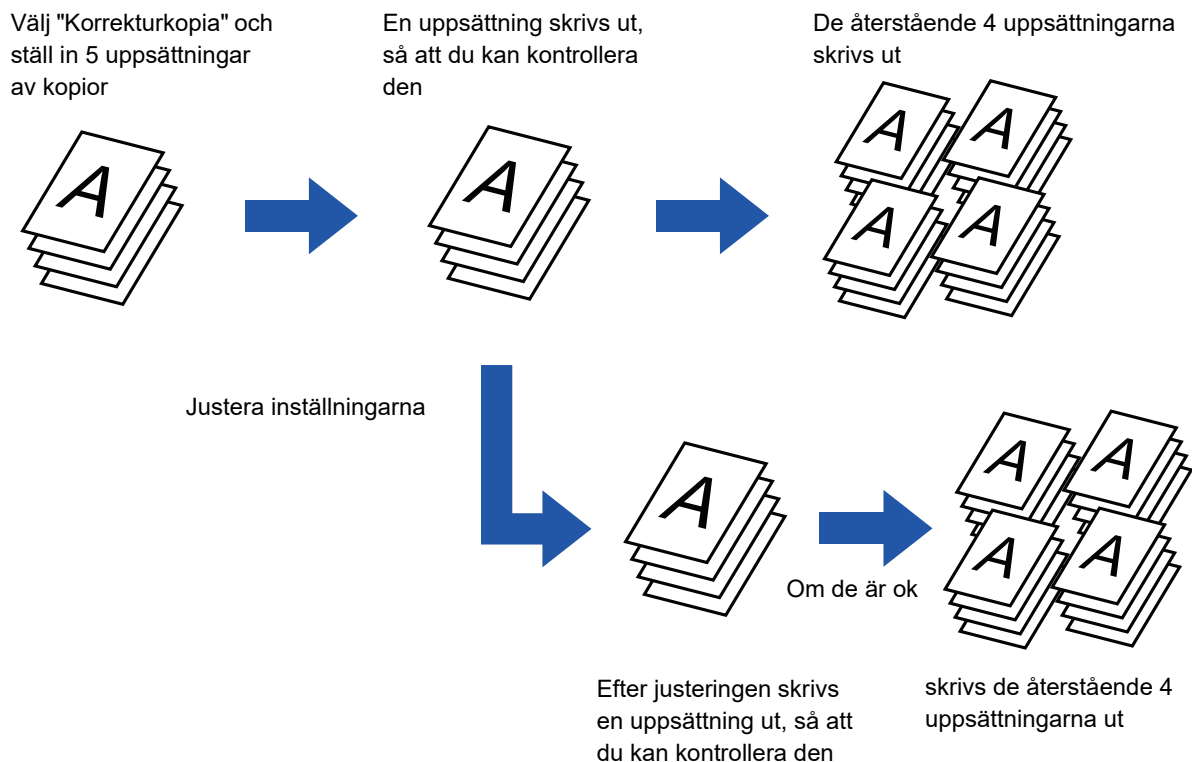 Välj "Korrekturkopia" och
ställ in 5 uppsättningar
av kopior
En uppsättning skrivs ut,
så att du kan kontrollera
den
De återstående 4 uppsättningarna
skrivs ut
A
A
A
A
A
A
Justera inställningarna
A
Om de är ok
A
A
A
A
Efter justeringen skrivs
en uppsättning ut, så att
du kan kontrollera den
skrivs de återstående 4
uppsättningarna ut